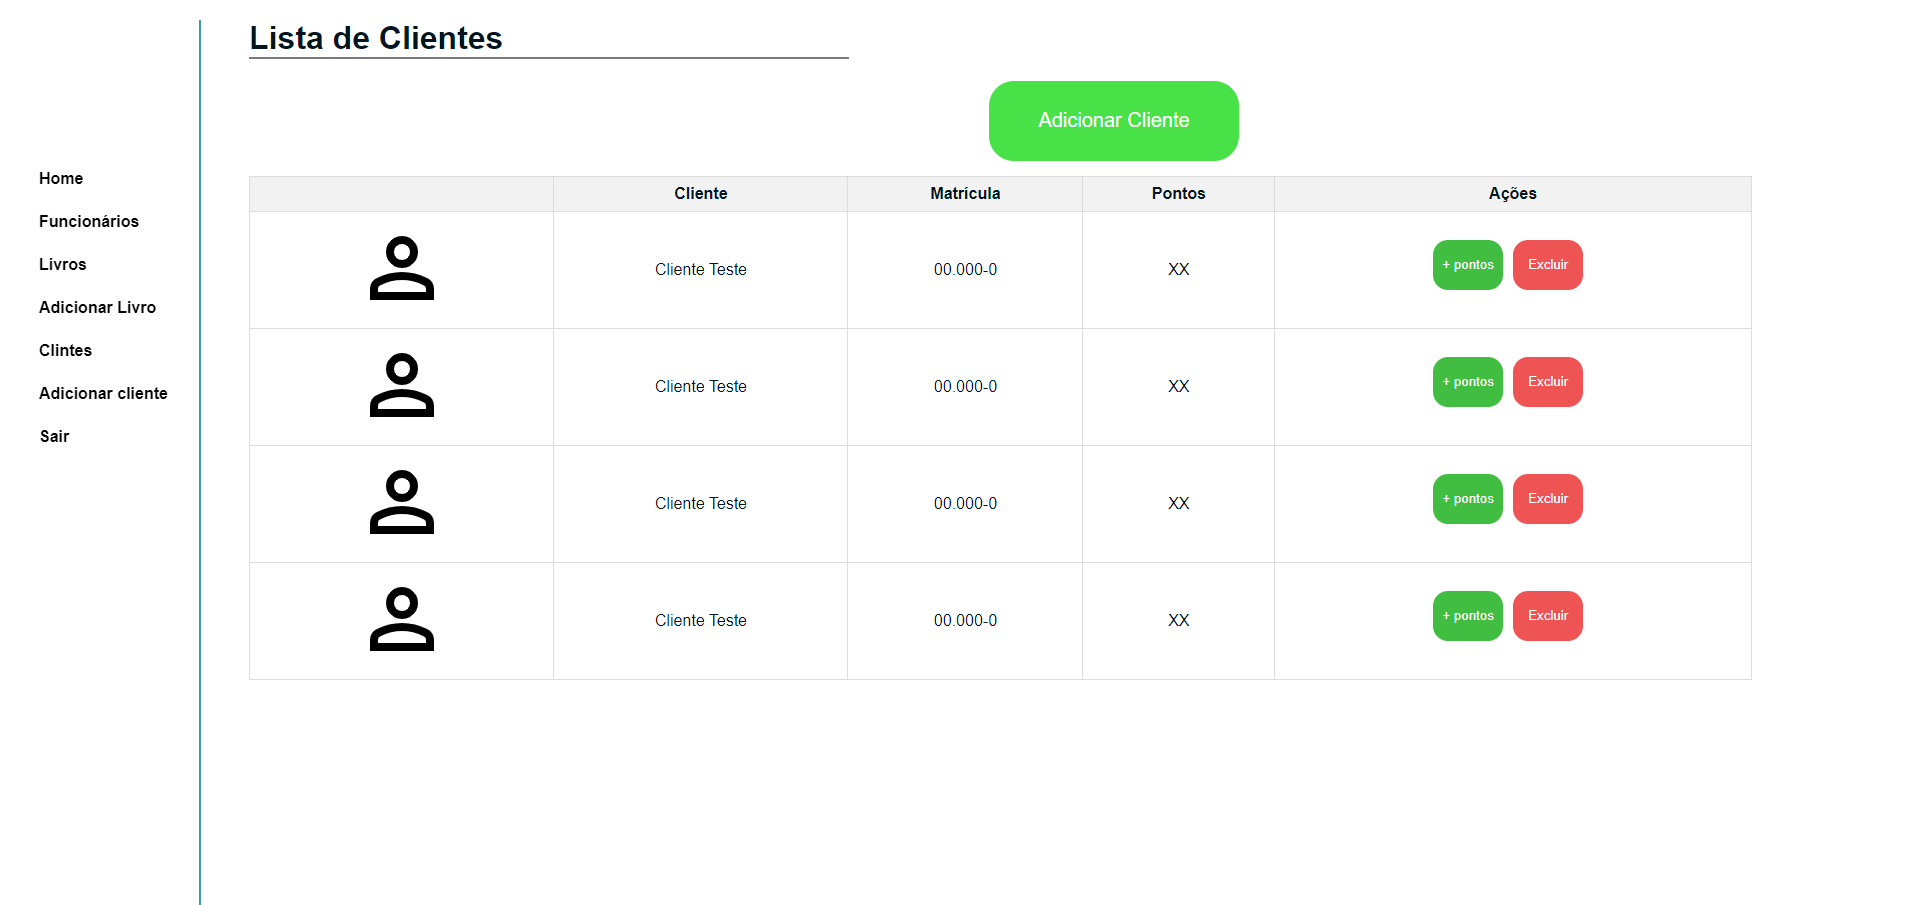 Lista de Clientes
Adicionar Cliente
Home
Funcionários
Livros
Adicionar Livro
Clintes
Adicionar cliente
Sair
Cliente Matrícula Pontos Ações
Cliente Teste 00.000-0 XX + pontos Excluir
Cliente Teste 00.000-0 XX + pontos Excluir
Cliente Teste 00.000-0 XX + pontos Excluir
Cliente Teste 00.000-0 XX + pontos Excluir